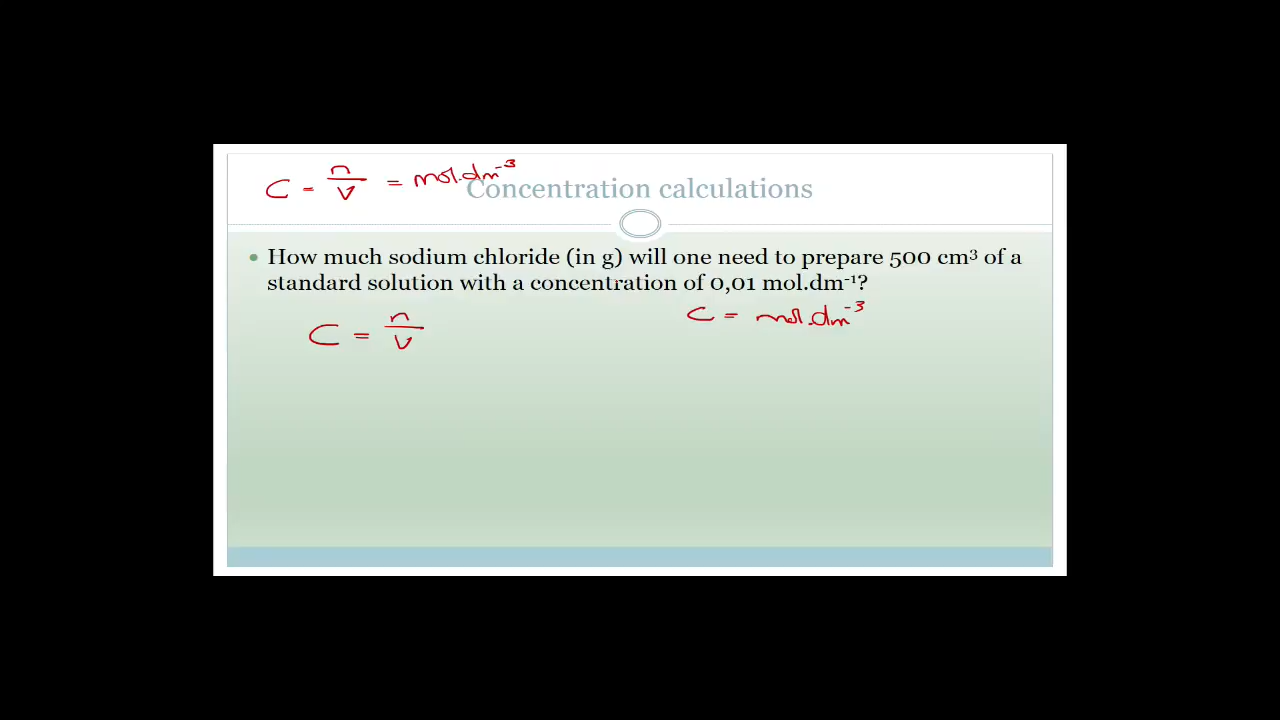 C = n/v = mol.dm⁻³
Concentration calculations
• How much sodium chloride (in g) will one need to prepare 500 cm³ of a
standard solution with a concentration of 0,01 mol.dm⁻¹?
C = n/v
C = mol.dm⁻³